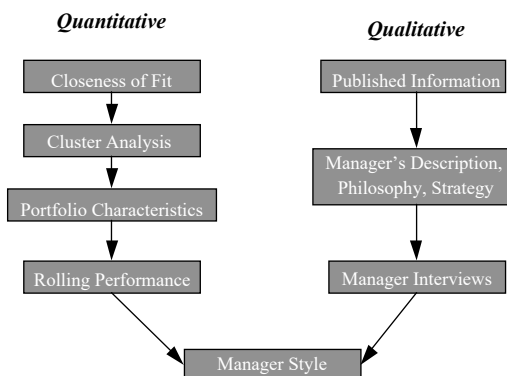 Quantitative
Qualitative
Closeness of Fit
Published Information
Cluster Analysis
Manager's Description,
Philosophy, Strategy
Portfolio Characteristics
Rolling Performance
Manager Interviews
Manager Style